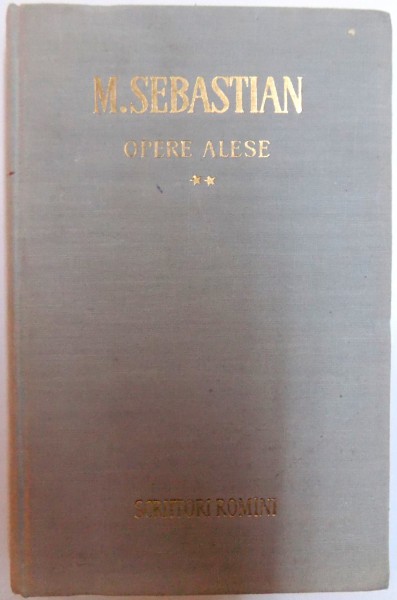 M. SEBASTIAN
OPERE ALESE
**
SCRIITORI ROMÎNI